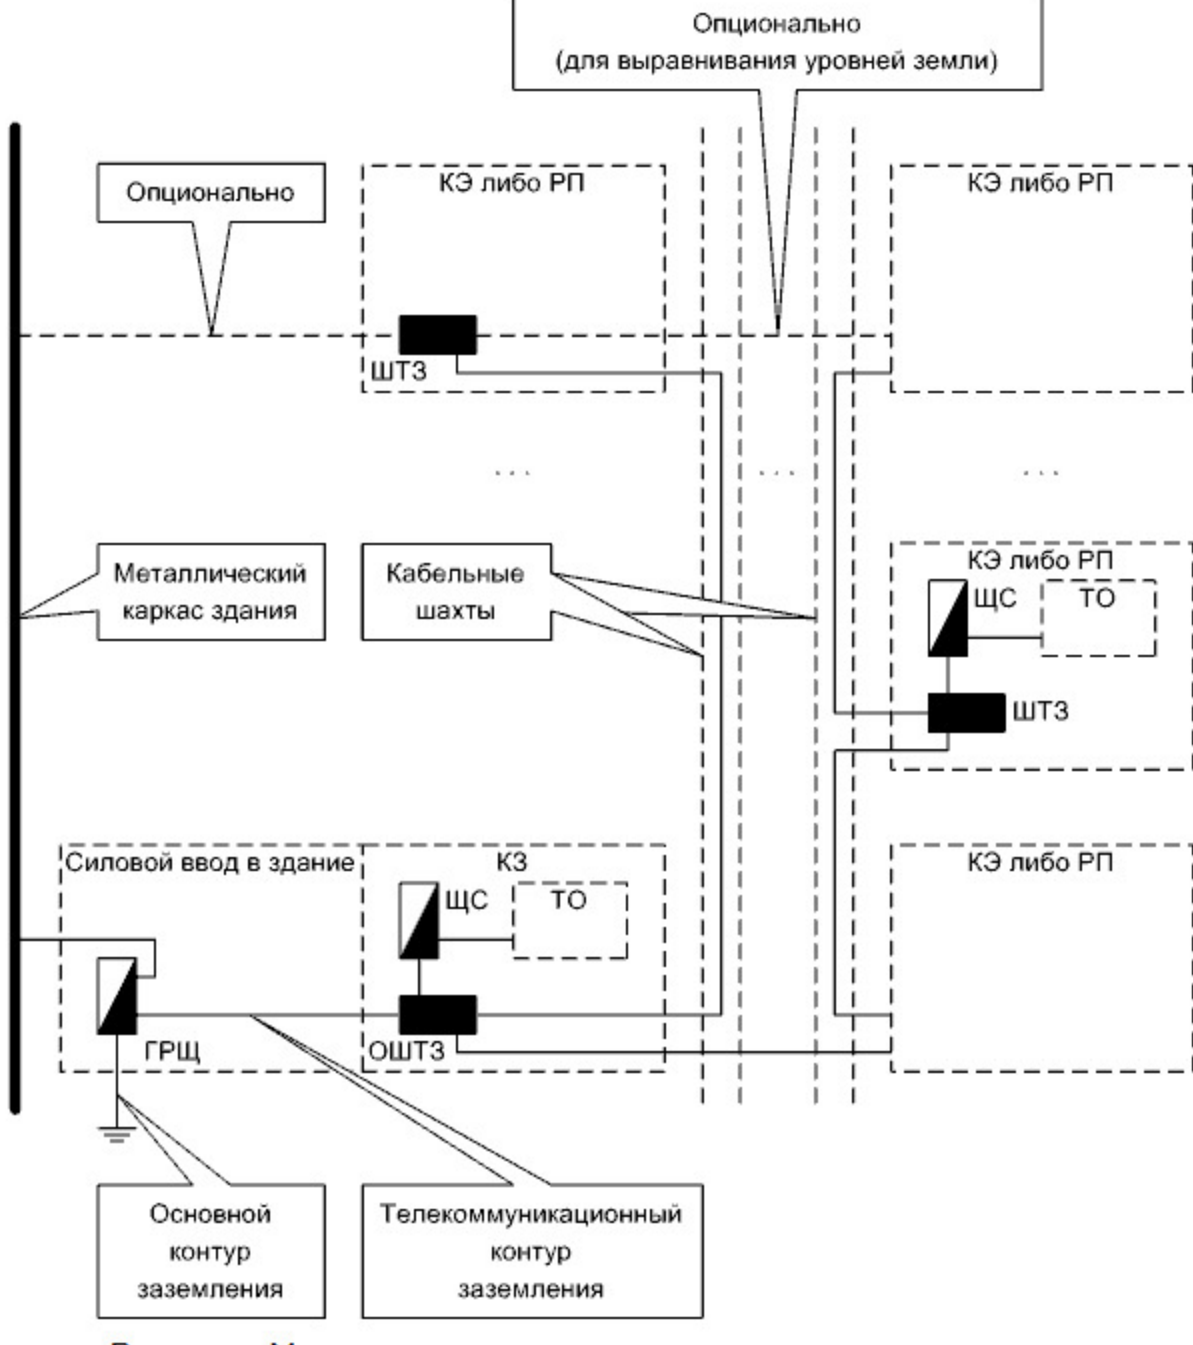 Опционально
(для выравнивания уровней земли)
Опционально
КЭ либо РП
КЭ либо РП
ШТЗ
. . .
. . .
. . .
Металлический
каркас здания
Кабельные
шахты
КЭ либо РП
ЩС
ТО
ШТЗ
Силовой ввод в здание
КЗ
КЭ либо РП
ЩС
ТО
ГРЩ
ОШТЗ
Основной
контур
заземления
Телекоммуникационный
контур
заземления